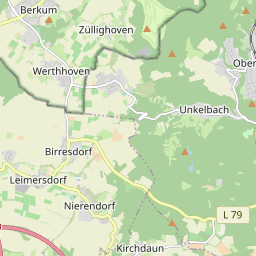 Berkum
Züllighoven
Werthhoven
Ober
Unkelbach
Birresdorf
Leimersdorf
Nierendorf
L 79
Kirchdaun